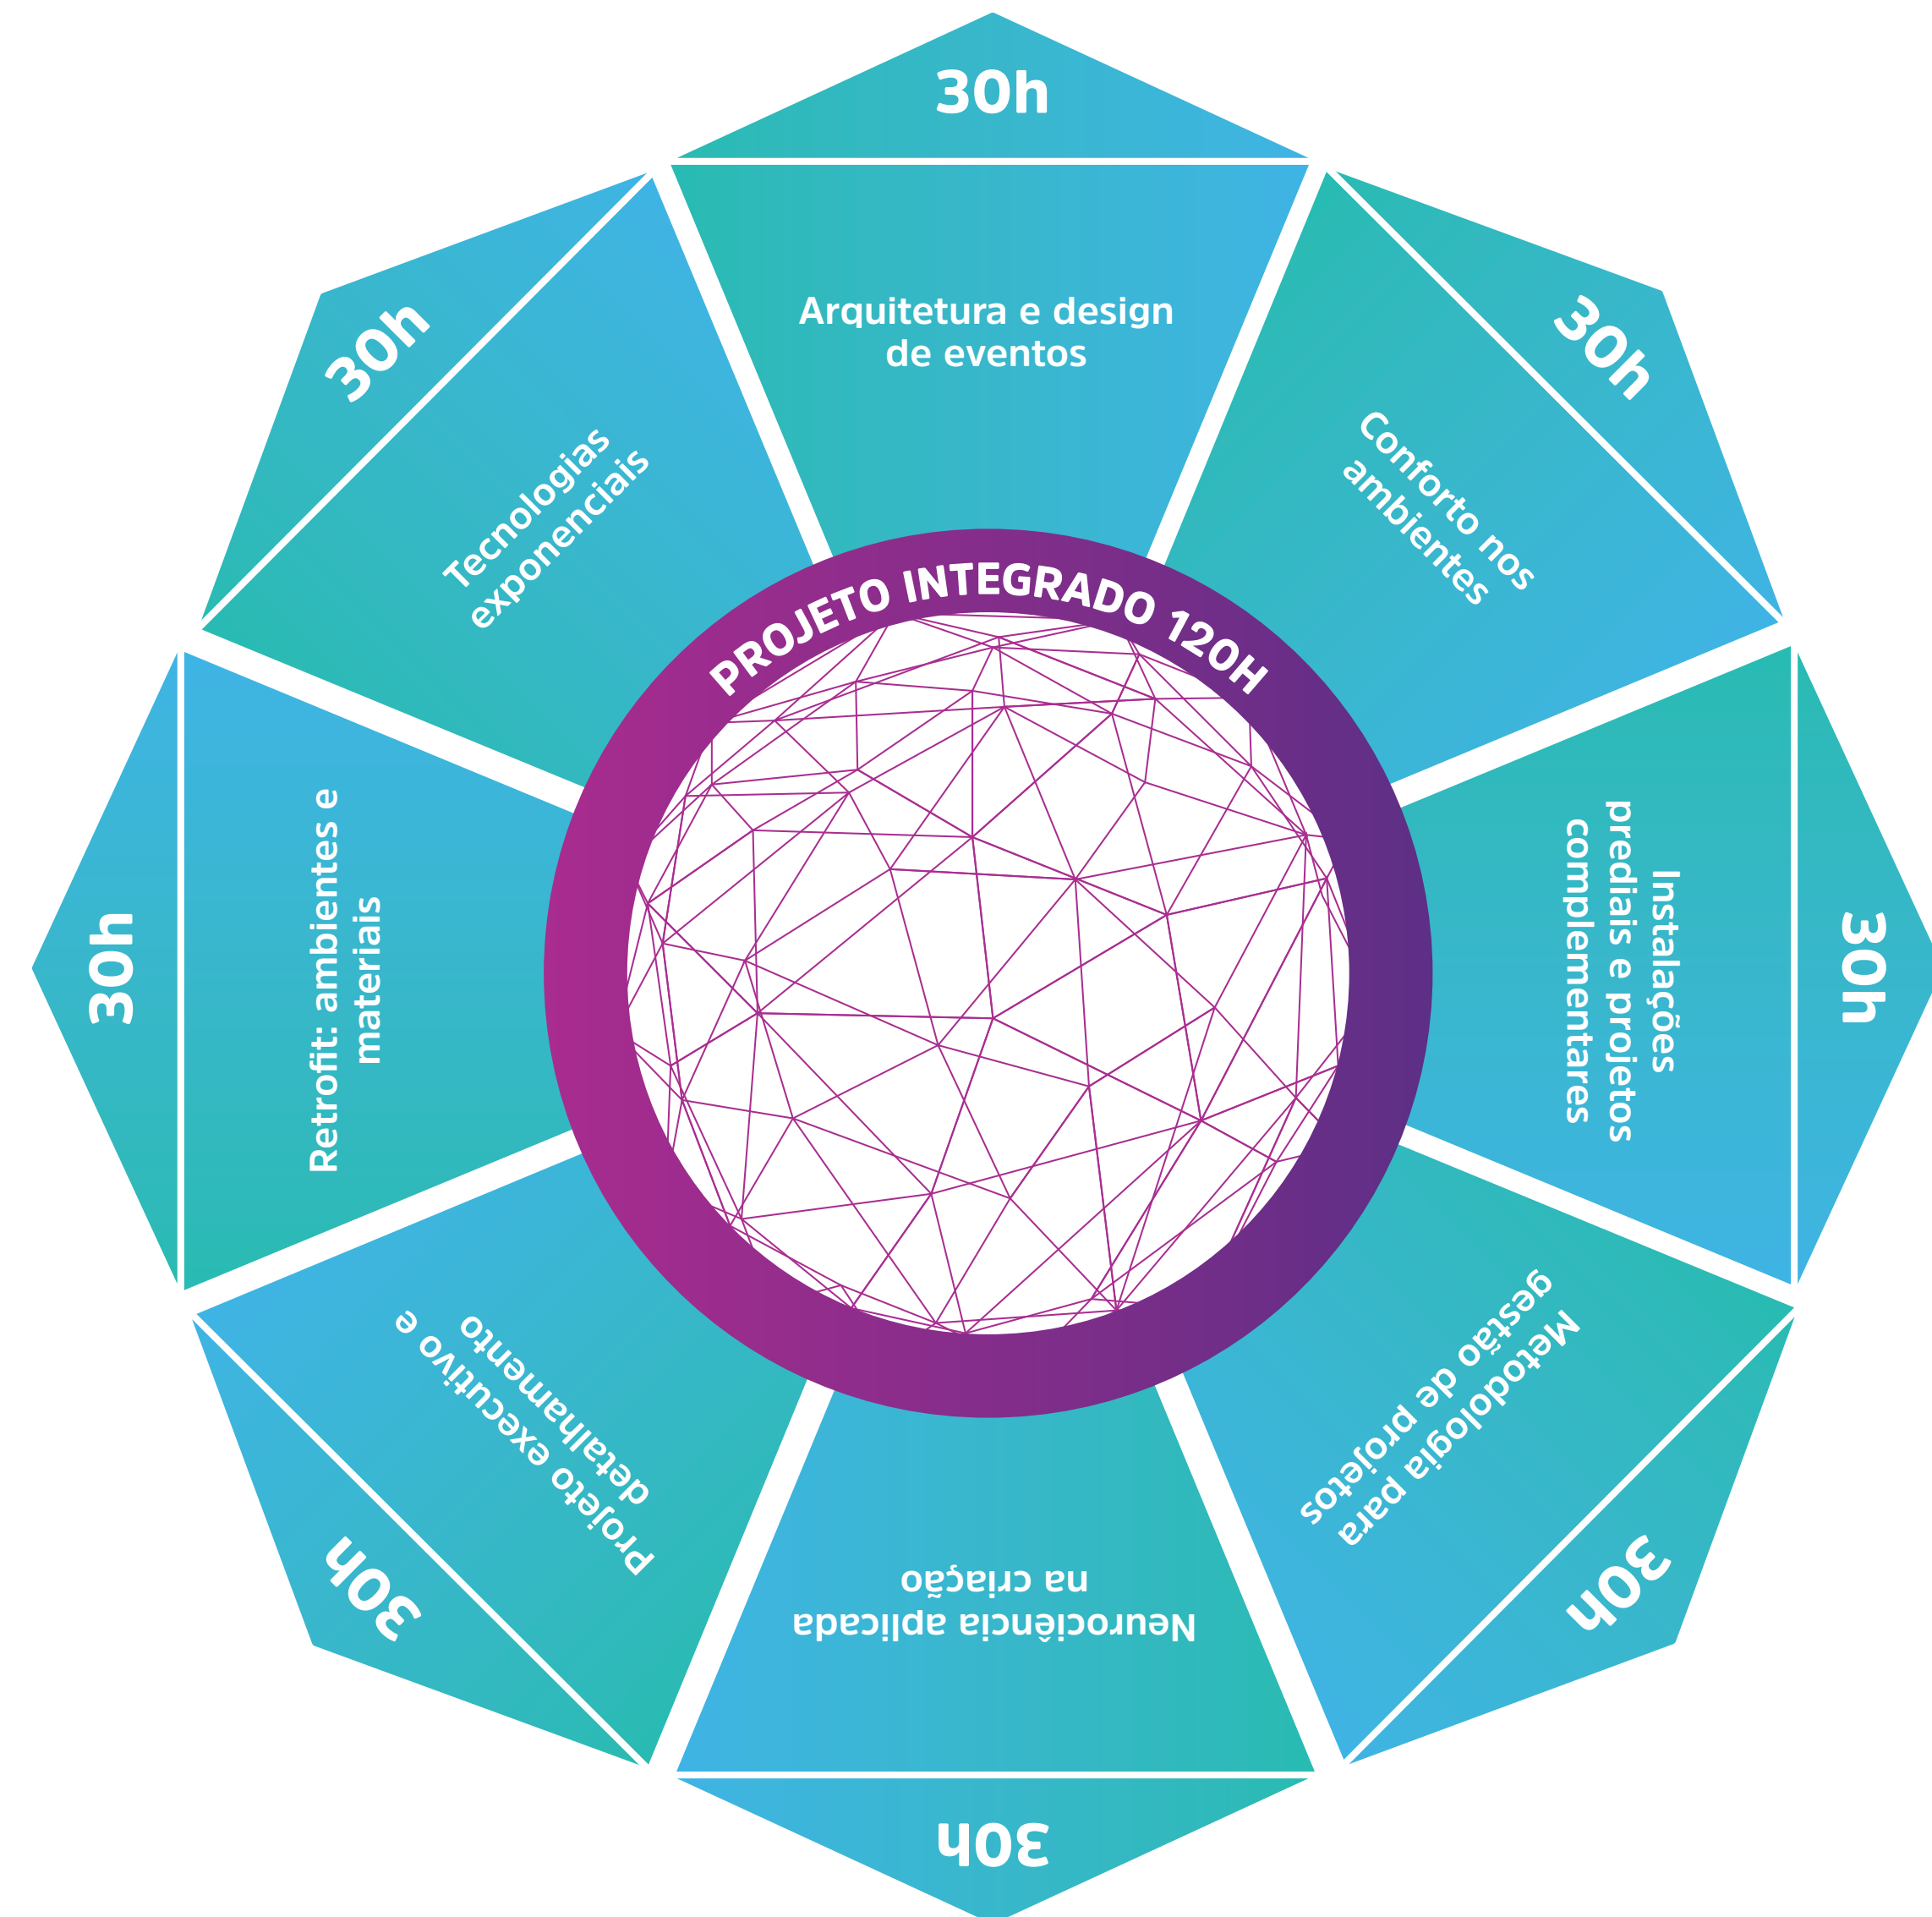 30h
Arquitetura e design
de eventos
30h
Conforto nos
ambientes
30h
Instalações
prediais e projetos
complementares
30h
Metodologia para
gestão de projetos
30h
Neurociência aplicada
na criação
30h
Projeto executivo e
detalhamento
30h
Retrofit: ambientes e
materiais
30h
Tecnologias
exponenciais
PROJETO INTEGRADO 120H